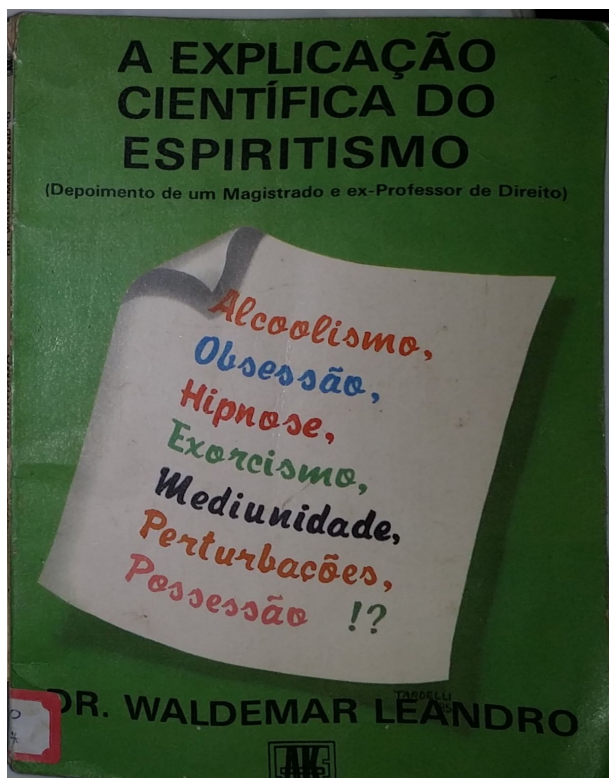 A EXPLICAÇÃO
CIENTÍFICA DO
ESPIRITISMO
(Depoimento de um Magistrado e ex-Professor de Direito)
Alcoolismo,
Obsessão,
Hipnose,
Exorcismo,
Mediunidade,
Perturbações,
Possessão !?
TARDELLI
DR. WALDEMAR LEANDRO